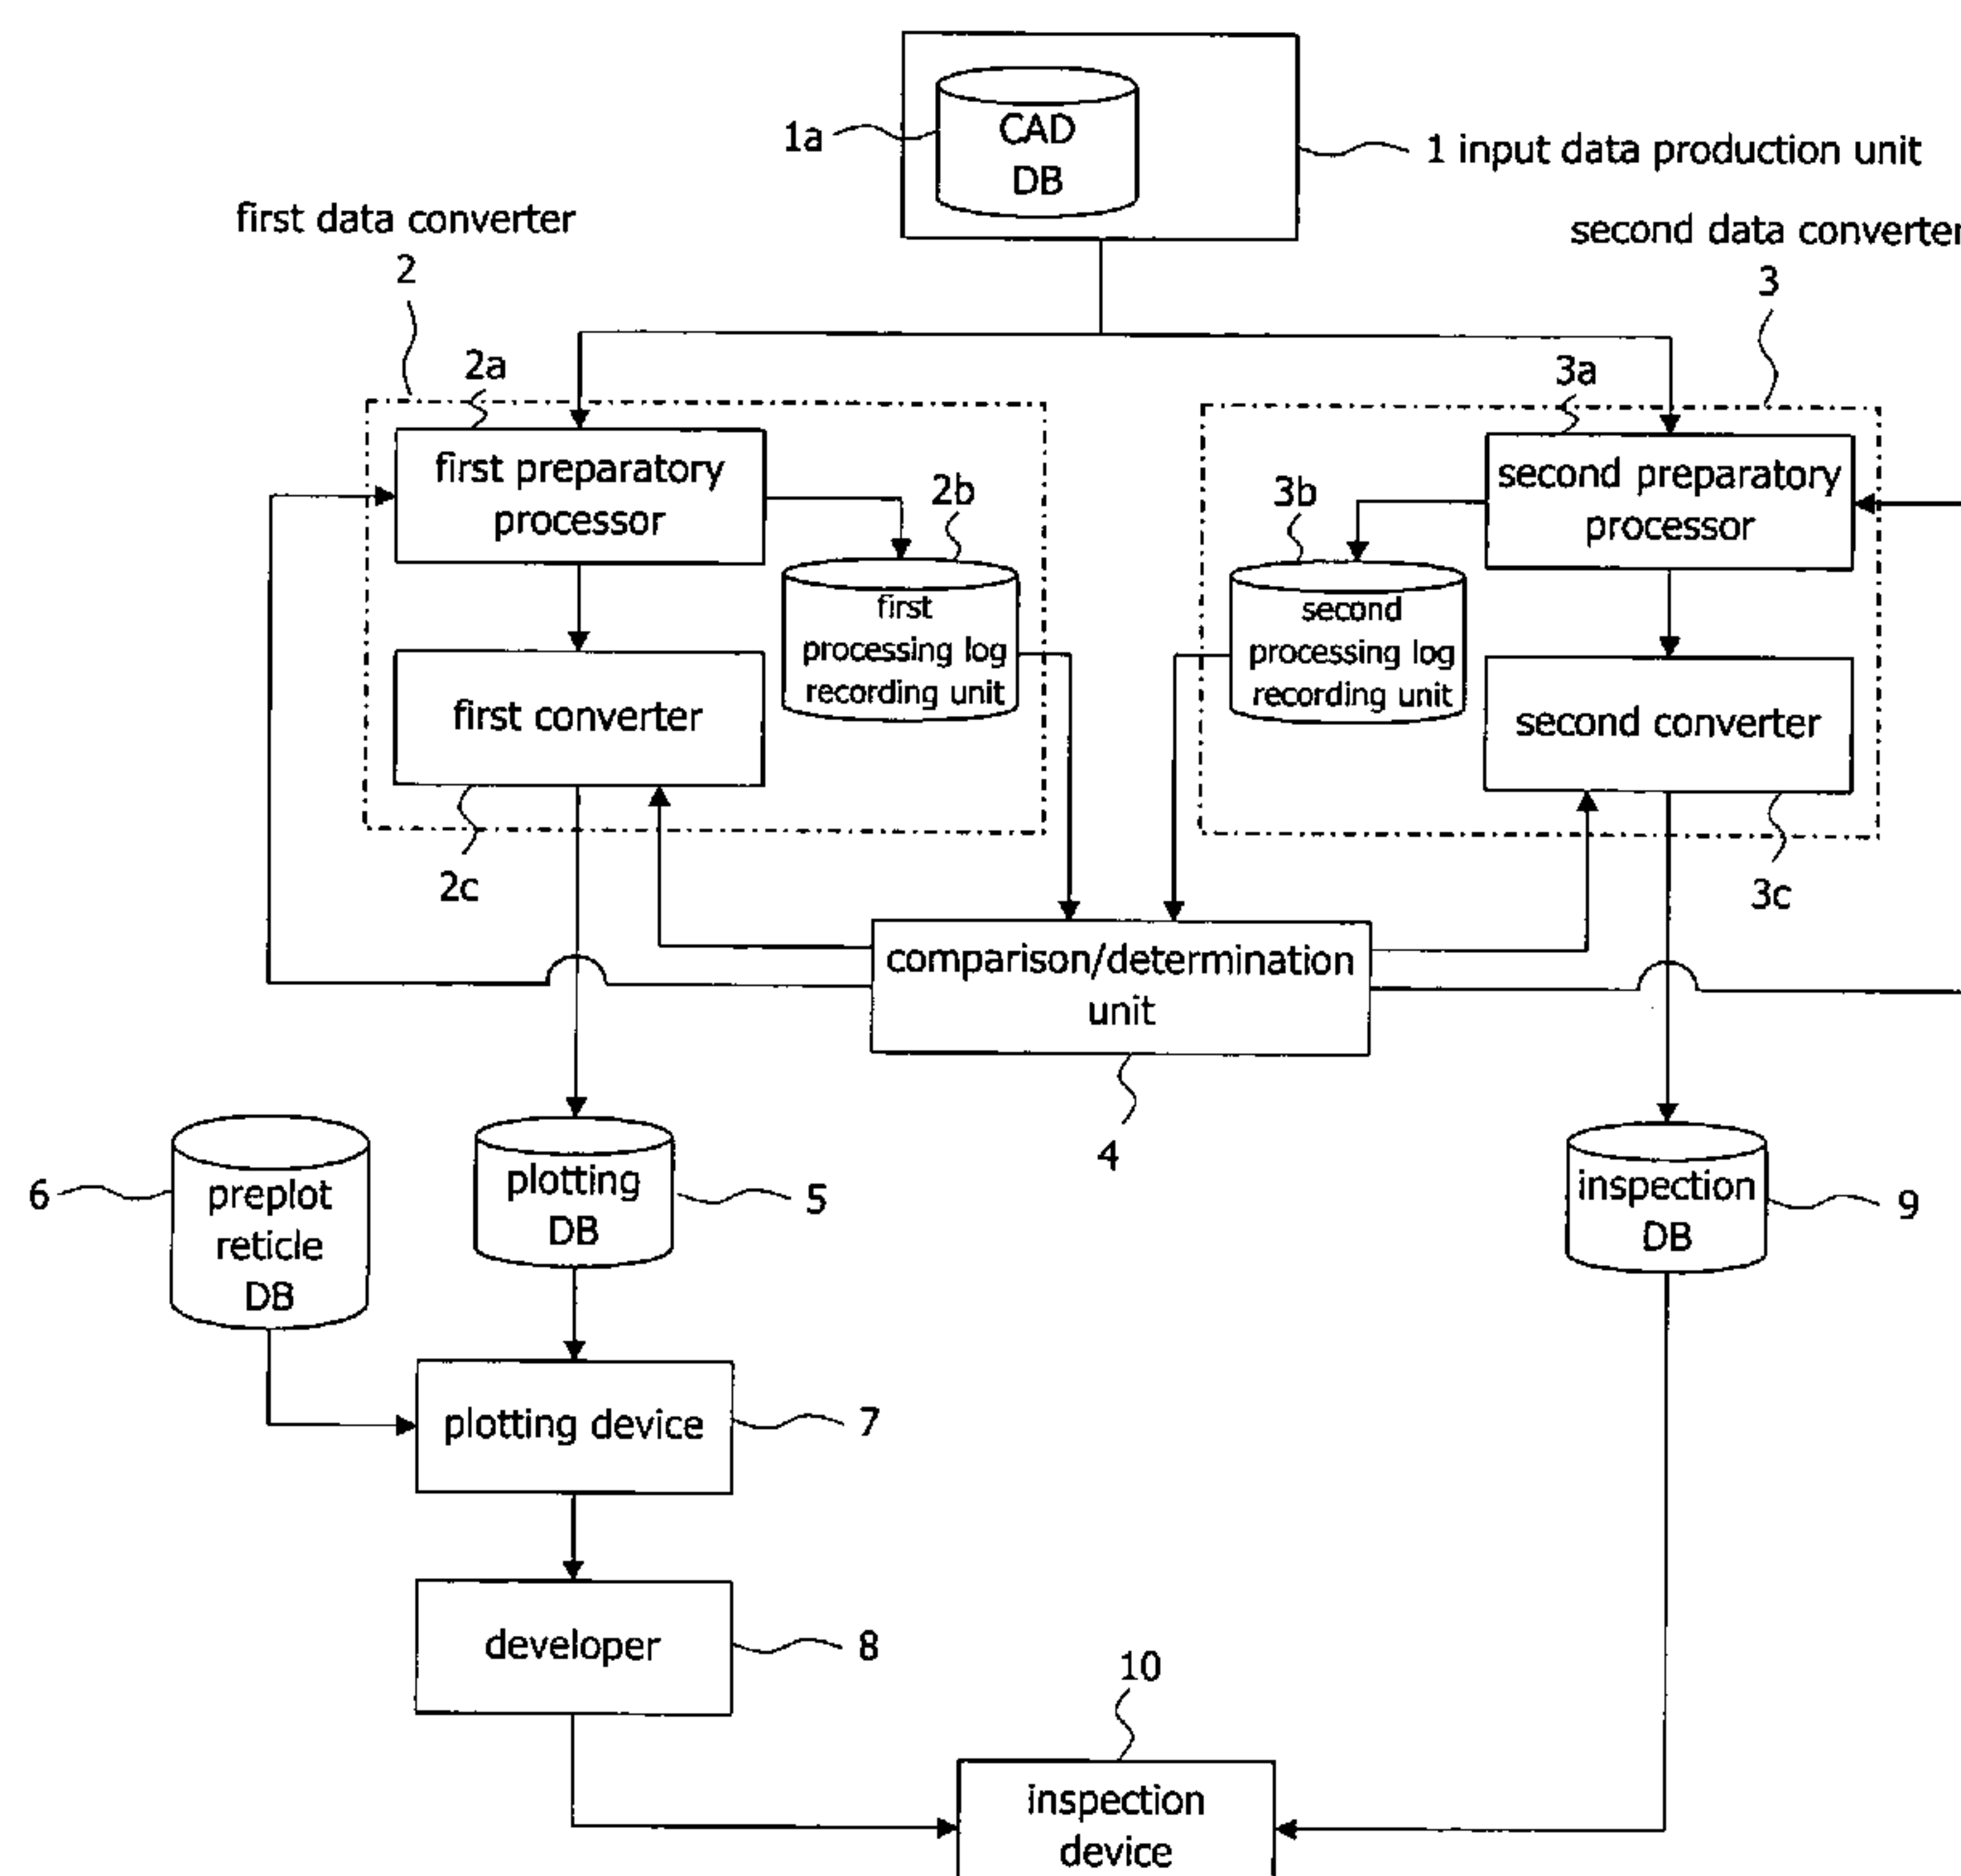 1a
CAD
DB
1 input data production unit
first data converter
2
second data converter
3
2a
first preparatory
processor
2b
first
processing log
recording unit
first converter
2c
3a
second preparatory
processor
3b
second
processing log
recording unit
second converter
3c
comparison/determination
unit
4
6
preplot
reticle
DB
plotting
DB
5
inspection
DB
9
plotting device
7
developer
8
10
inspection
device